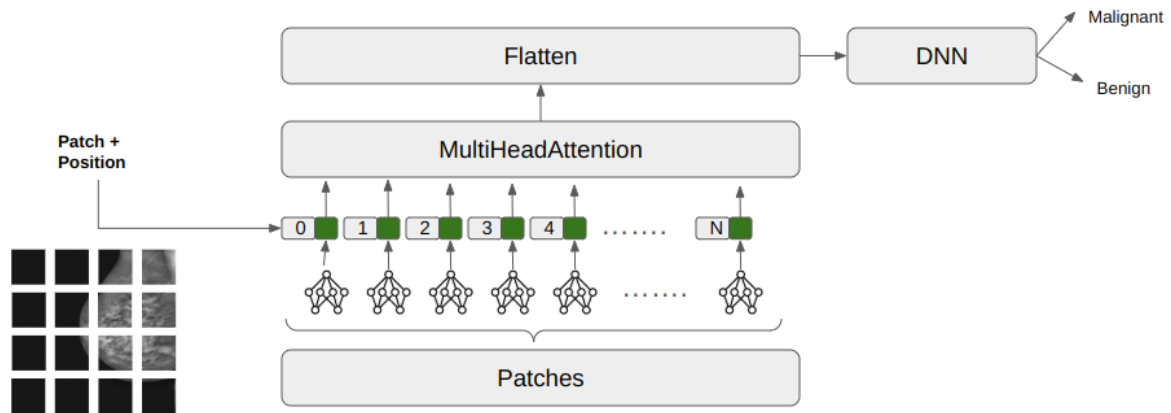 Malignant
Flatten
DNN
Benign
Patch +
Position
MultiHeadAttention
0 1 2 3 4 ....... N
.......
Patches